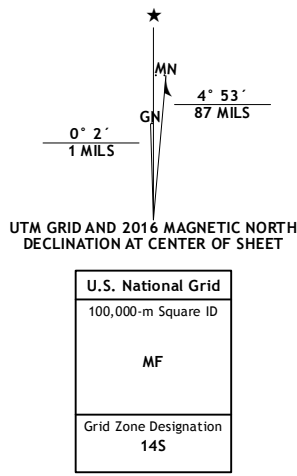 MN
4° 53´
87 MILS
GN
0° 2´
1 MILS
UTM GRID AND 2016 MAGNETIC NORTH
DECLINATION AT CENTER OF SHEET
U.S. National Grid
100,000-m Square ID
MF
Grid Zone Designation
14S